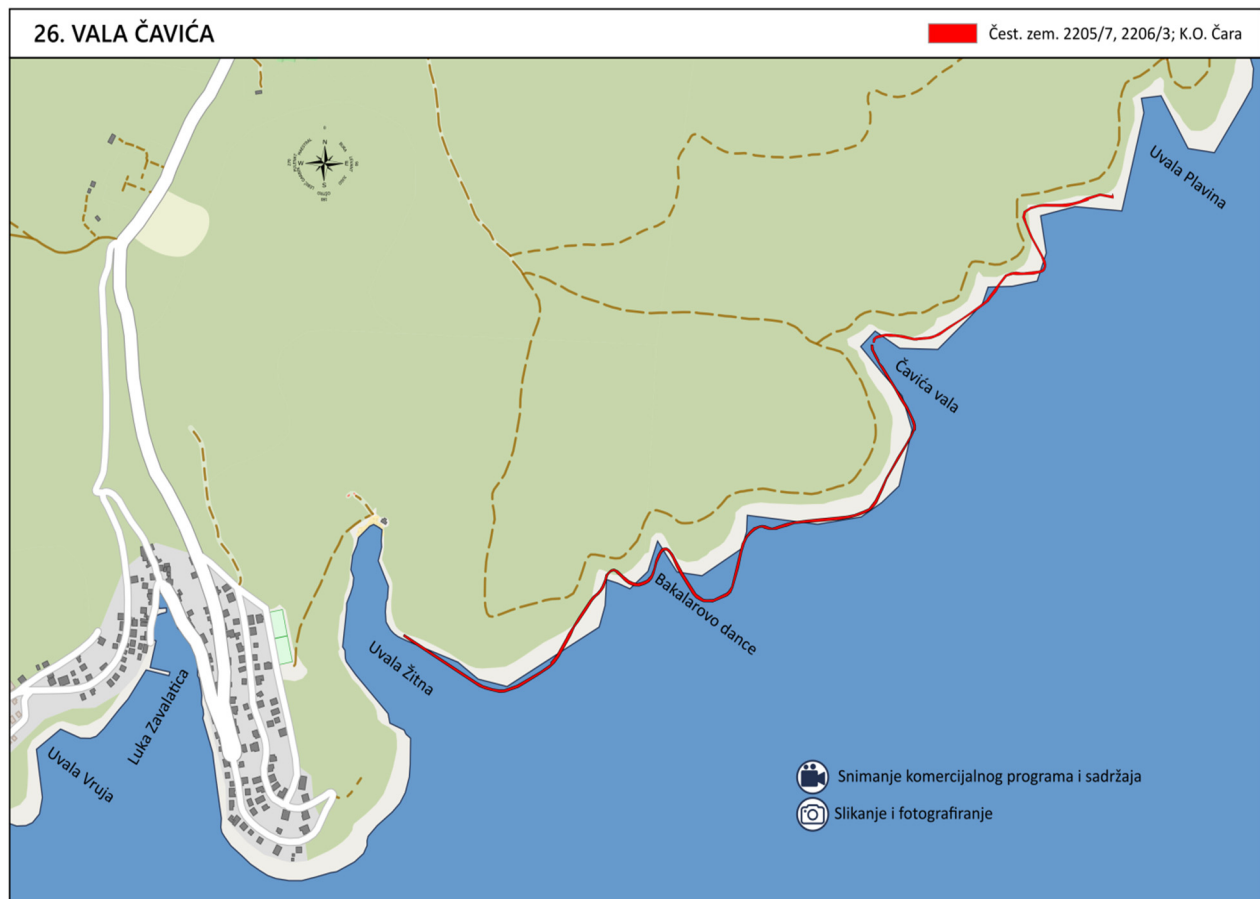 26. VALA ČAVIĆA
Čest. zem. 2205/7, 2206/3; K.O. Čara
N
W
E
S
Uvala Plavina
Čavića vala
Bakalarovo dance
Uvala Žitna
Luka Zavalatica
Uvala Vruja
Snimanje komercijalnog programa i sadržaja
Slikanje i fotografiranje